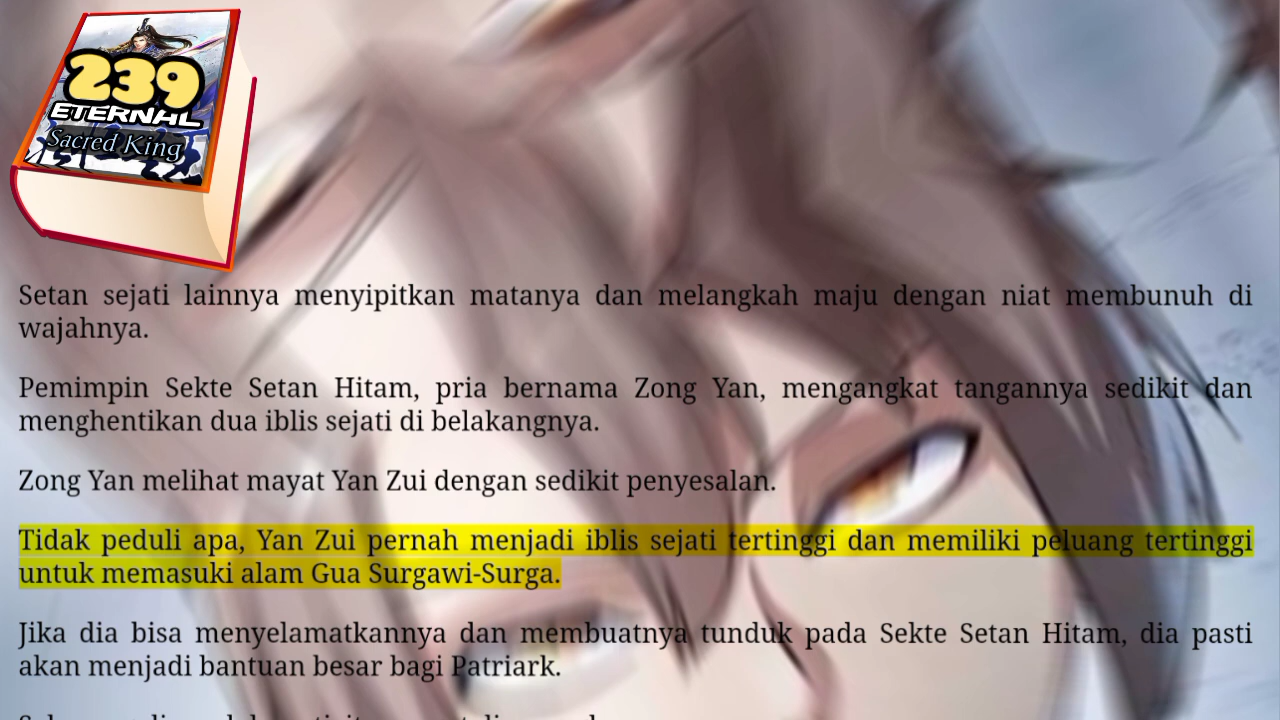 239
ETERNAL
Sacred King
Setan sejati lainnya menyipitkan matanya dan melangkah maju dengan niat membunuh di
wajahnya.
Pemimpin Sekte Setan Hitam, pria bernama Zong Yan, mengangkat tangannya sedikit dan
menghentikan dua iblis sejati di belakangnya.
Zong Yan melihat mayat Yan Zui dengan sedikit penyesalan.
Tidak peduli apa, Yan Zui pernah menjadi iblis sejati tertinggi dan memiliki peluang tertinggi
untuk memasuki alam Gua Surgawi-Surga.
Jika dia bisa menyelamatkannya dan membuatnya tunduk pada Sekte Setan Hitam, dia pasti
akan menjadi bantuan besar bagi Patriark.